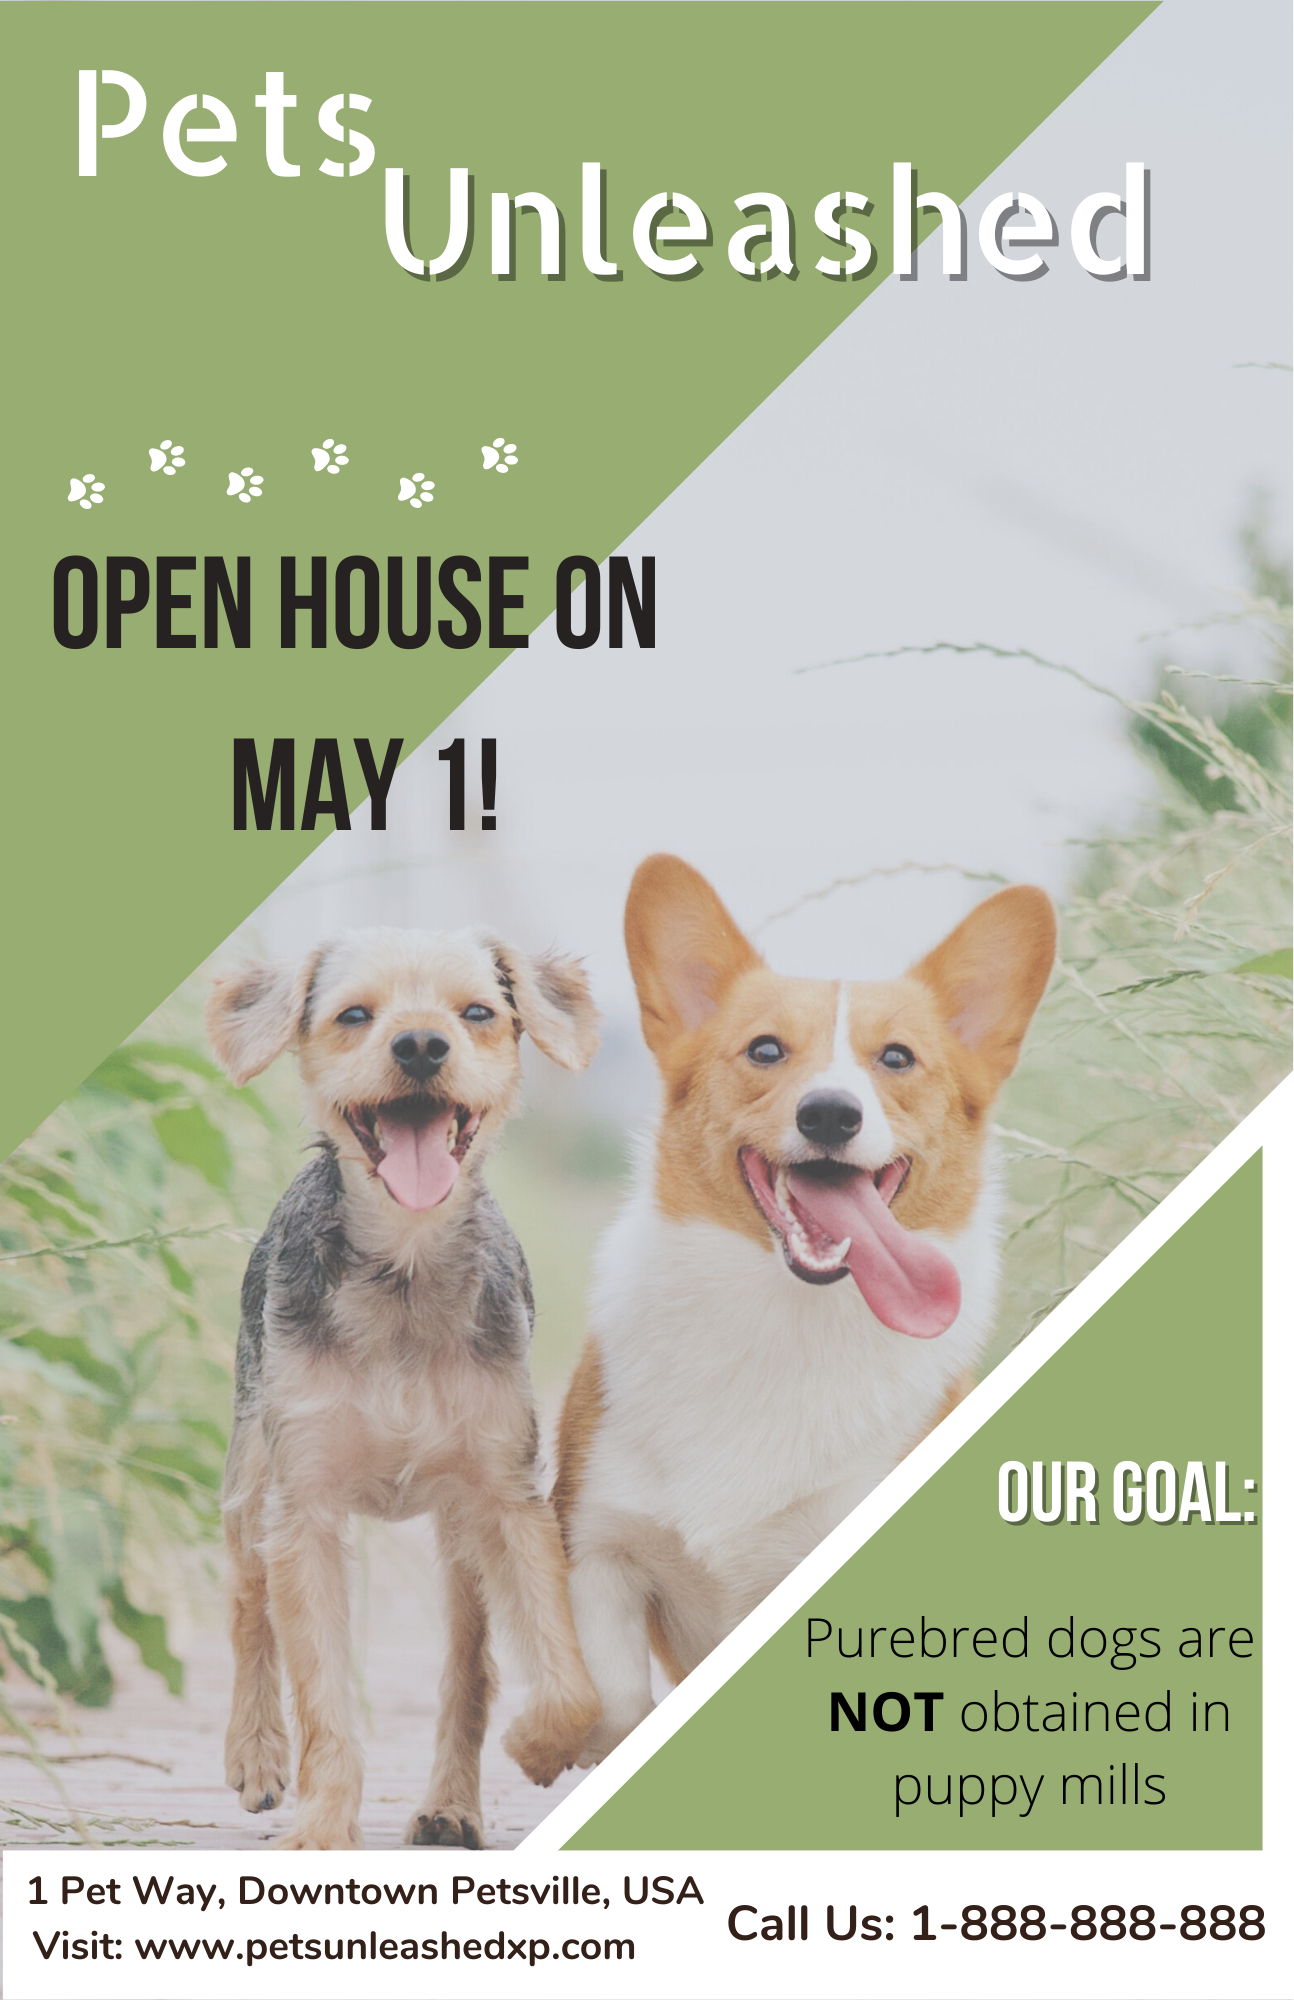 Pets
Unleashed
OPEN HOUSE ON
MAY 1!
OUR GOAL:
Purebred dogs are
NOT obtained in
puppy mills
1 Pet Way, Downtown Petsville, USA
Visit: www.petsunleashedxp.com
Call Us: 1-888-888-888